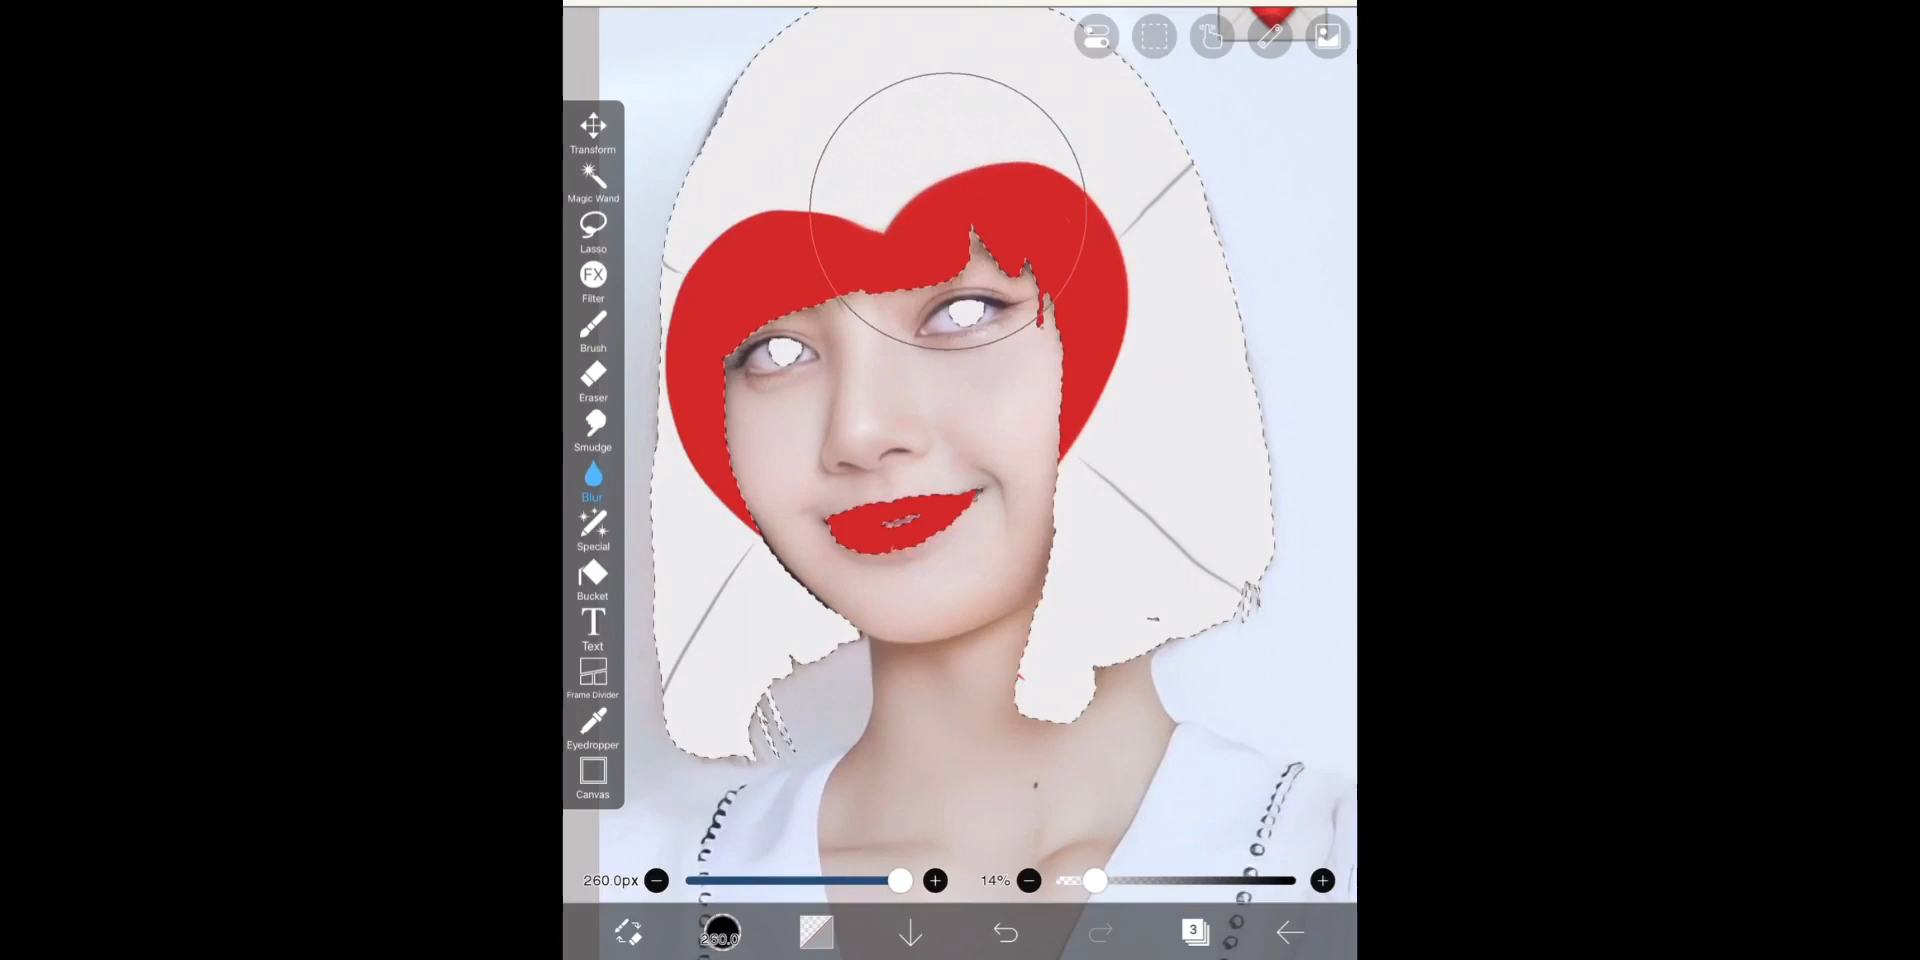 Transform
Magic Wand
Lasso
FX
Filter
Brush
Eraser
Smudge
Blur
Special
Bucket
T
Text
Frame Divider
Eyedropper
Canvas
260.0px
14%
260.0
3